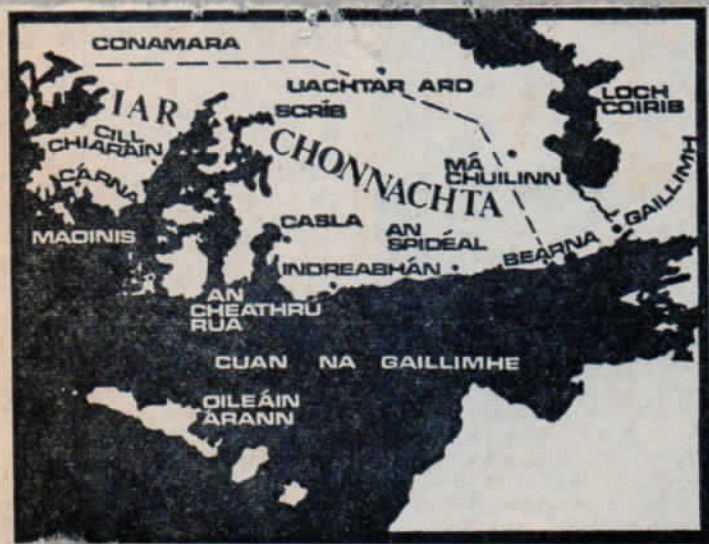 CONAMARA
UACHTAR ARD
LOCH
COIRIB
IAR CHONNACHTA
SCRÍB
CILL
CHIARÁIN
MÁ
CHUILINN
CÁRNA
GAILLIMH
MAOINIS
CASLA
AN
SPIDÉAL
BEARNA
INDREABHÁN
AN
CHEATHRÚ
RUA
CUAN NA GAILLIMHE
OILEÁIN
ÁRANN